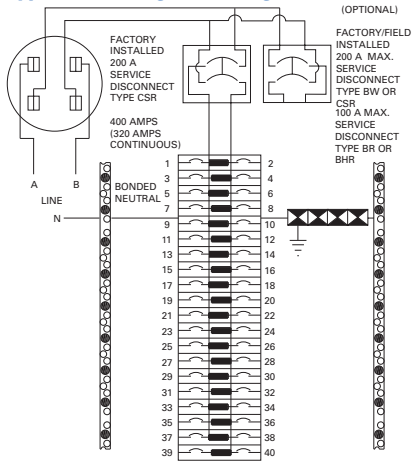 (OPTIONAL)
FACTORY
INSTALLED
200 A
SERVICE
DISCONNECT
TYPE CSR
400 AMPS
(320 AMPS
CONTINUOUS)
FACTORY/FIELD
INSTALLED
200 A MAX.
SERVICE
DISCONNECT
TYPE BW OR
CSR
100 A MAX.
SERVICE
DISCONNECT
TYPE BR OR
BHR
A B
LINE
N
BONDED
NEUTRAL
1 2
3 4
5 6
7 8
9 10
11 12
13 14
15 16
17 18
19 20
21 22
23 24
25 26
27 28
29 30
31 32
33 34
35 36
37 38
39 40